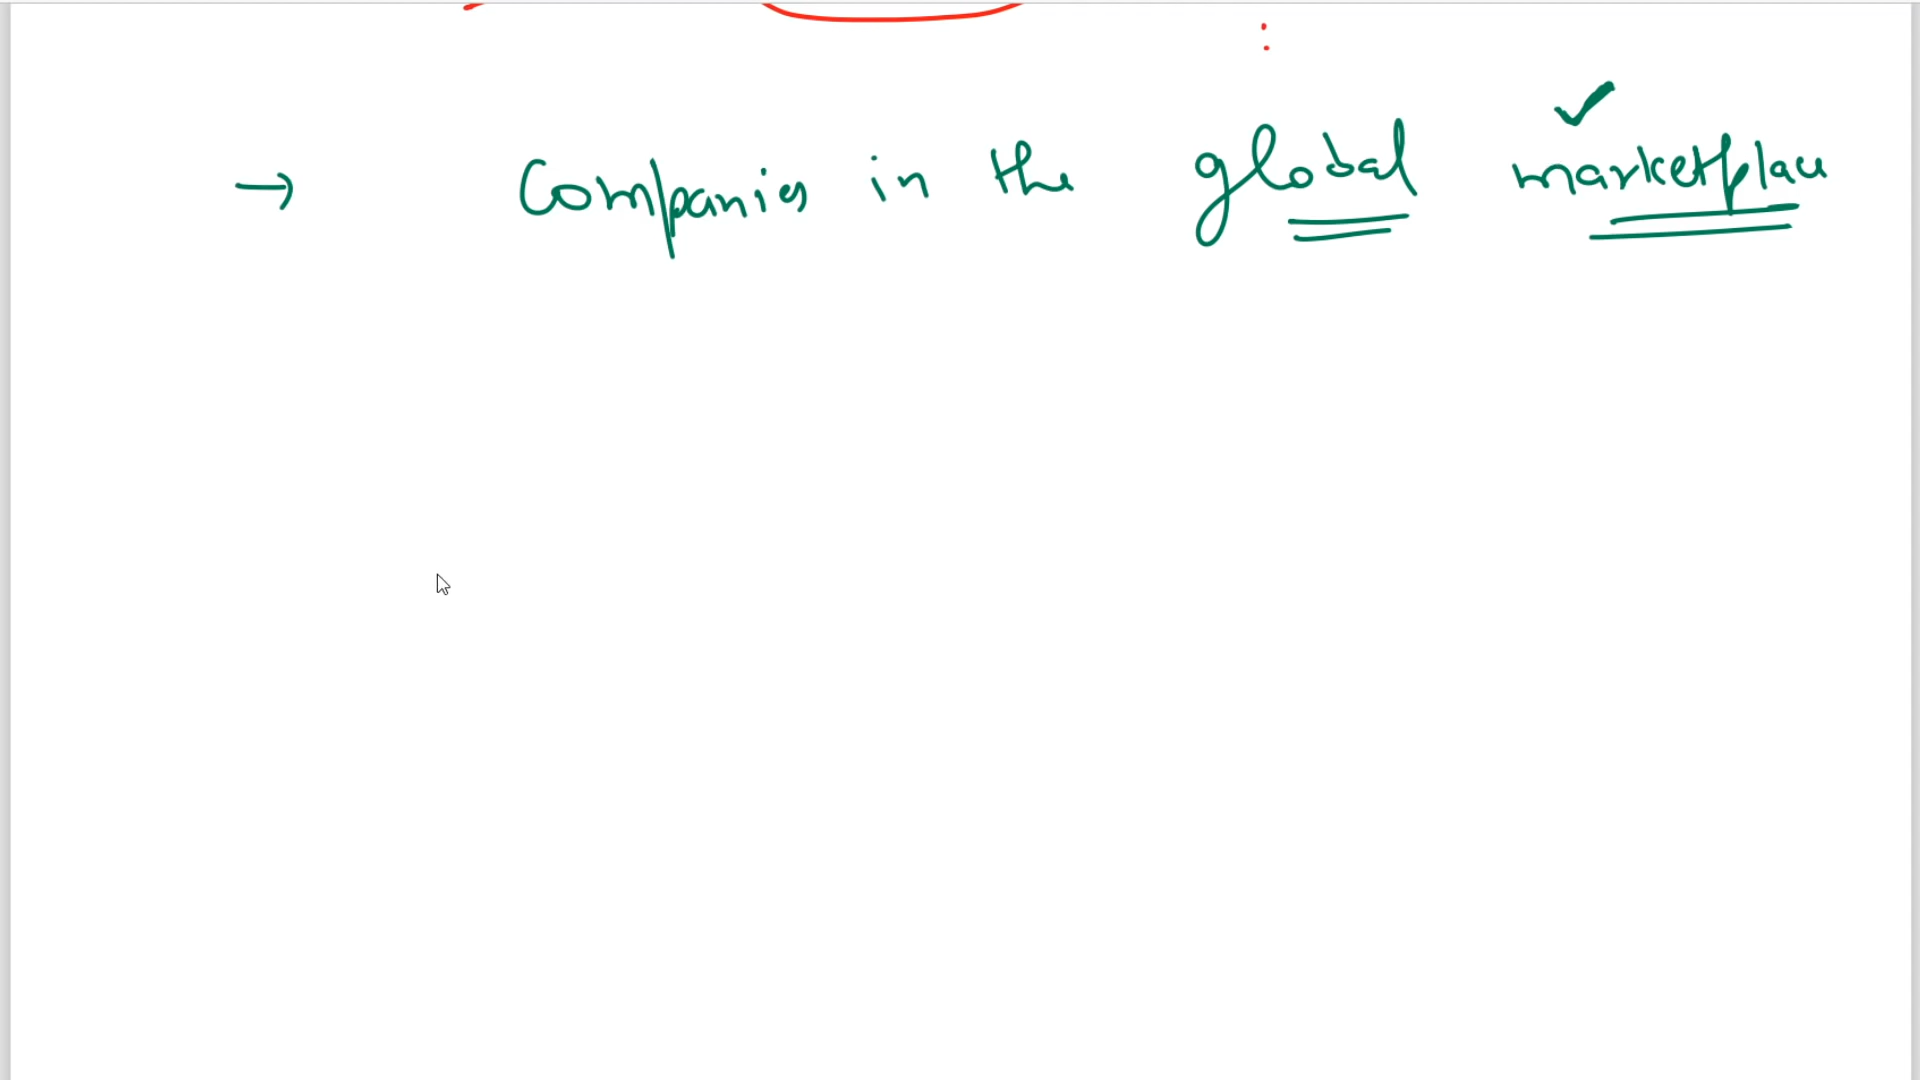 → Companies in the global marketplace